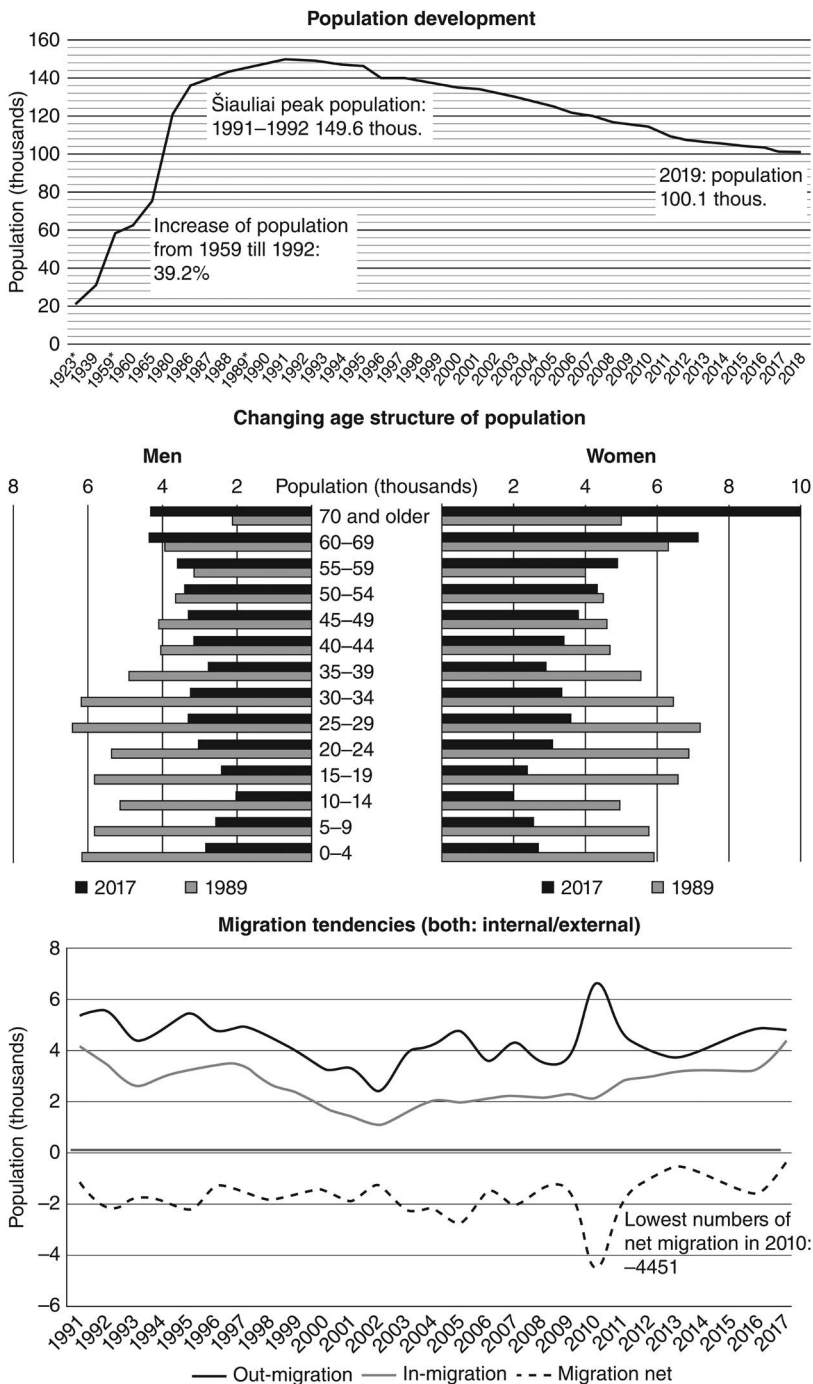 Population development
160
140
120
100
80
60
40
20
0
Population (thousands)
Šiauliai peak population:
1991–1992 149.6 thous.
2019: population
100.1 thous.
Increase of population
from 1959 till 1992:
39.2%
1923* 1939 1959* 1960 1965 1980 1986 1987 1988 1989* 1990 1991 1992 1993 1994 1995 1996 1997 1998 1999 2000 2001 2002 2003 2004 2005 2006 2007 2008 2009 2010 2011 2012 2013 2014 2015 2016 2017 2018
Changing age structure of population
Men Women
8 6 4 2 Population (thousands) 2 4 6 8 10
70 and older
60–69
55–59
50–54
45–49
40–44
35–39
30–34
25–29
20–24
15–19
10–14
5–9
0–4
2017 1989 2017 1989
Migration tendencies (both: internal/external)
8
6
4
2
0
–2
–4
–6
Population (thousands)
Lowest numbers of
net migration in 2010:
–4451
1991 1992 1993 1994 1995 1996 1997 1998 1999 2000 2001 2002 2003 2004 2005 2006 2007 2008 2009 2010 2011 2012 2013 2014 2015 2016 2017
Out-migration In-migration Migration net